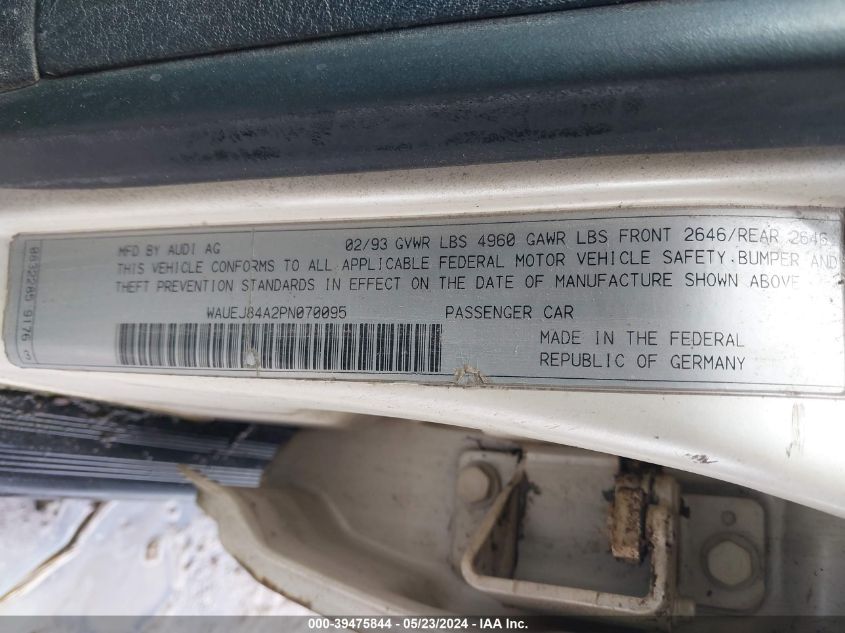 MFD BY AUDI AG 02/93 GVWR LBS 4960 GAWR LBS FRONT 2646/REAR 2646
THIS VEHICLE CONFORMS TO ALL APPLICABLE FEDERAL MOTOR VEHICLE SAFETY.BUMPER AND
THEFT PREVENTION STANDARDS IN EFFECT ON THE DATE OF MANUFACTURE SHOWN ABOVE
WAUEJ84A2PN070095 PASSENGER CAR
MADE IN THE FEDERAL
REPUBLIC OF GERMANY
000-39475844 - 05/23/2024 - IAA Inc.